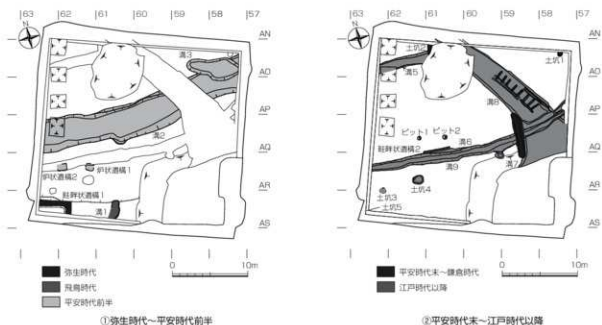 63 62 61 60 59 58 57
N
AN
AO
AP
AQ
AR
AS
溝3
溝2
炉状遺構2
炉状遺構1
畦畔状遺構1
溝1
弥生時代
飛鳥時代
平安時代前半
0 10m
①弥生時代～平安時代前半
63 62 61 60 59 58 57
N
AN
AO
AP
AQ
AR
AS
土坑2
土坑1
溝5
溝8
ピット1
ピット2
畦畔状遺構2
溝6
溝7
溝9
土坑3
土坑4
土坑5
平安時代末～鎌倉時代
江戸時代以降
0 10m
②平安時代末～江戸時代以降